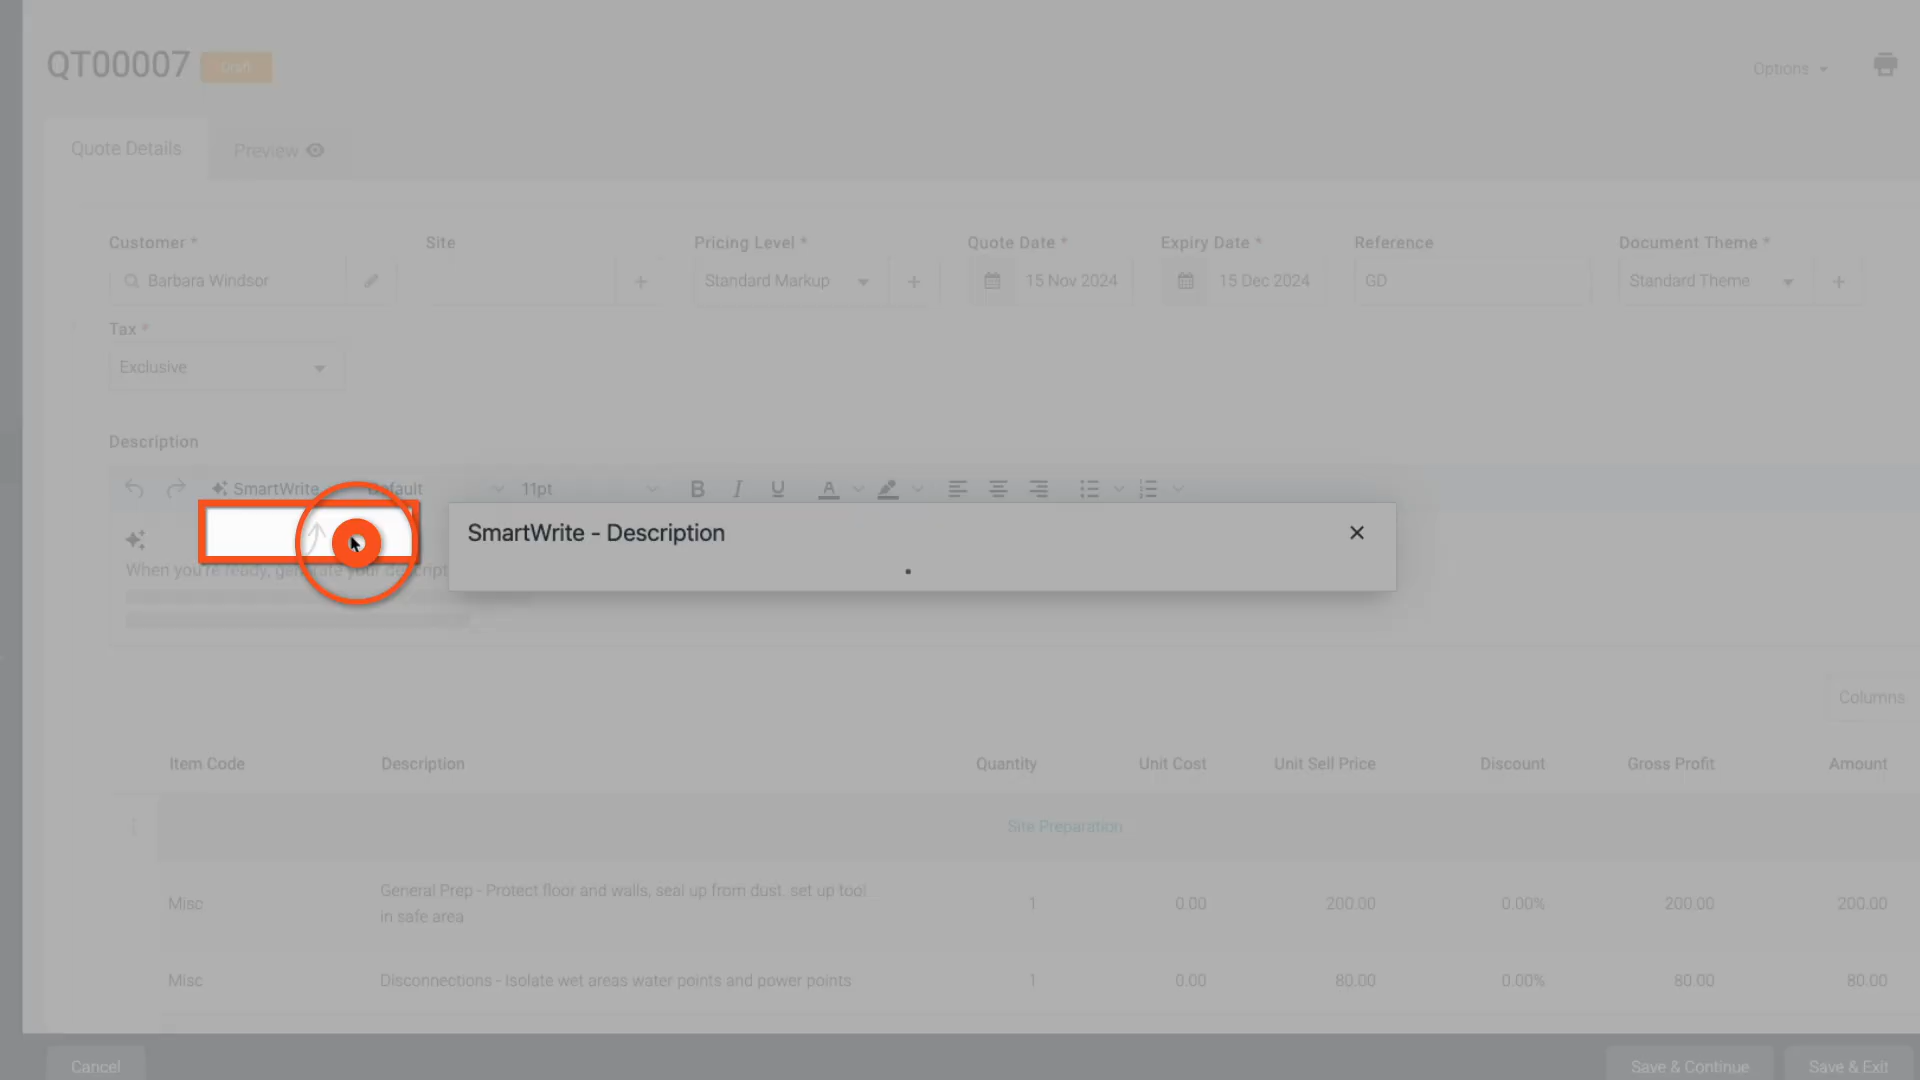 QT00007 Draft
Options
Quote Details Preview
Customer * Site Pricing Level * Quote Date * Expiry Date * Reference Document Theme *
Barbara Windsor Standard Markup 15 Nov 2024 15 Dec 2024 GD Standard Theme
Tax *
Exclusive
Description
SmartWrite Default 11pt B I U A
SmartWrite - Description
When you're ready, generate your descript
Columns
Item Code Description Quantity Unit Cost Unit Sell Price Discount Gross Profit Amount
Site Preparation
General Prep - Protect floor and walls, seal up from dust, set up tool
in safe area
Misc 1 0.00 200.00 0.00% 200.00 200.00
Misc Disconnections - Isolate wet areas water points and power points 1 0.00 80.00 0.00% 80.00 80.00
Cancel Save & Continue Save & Exit